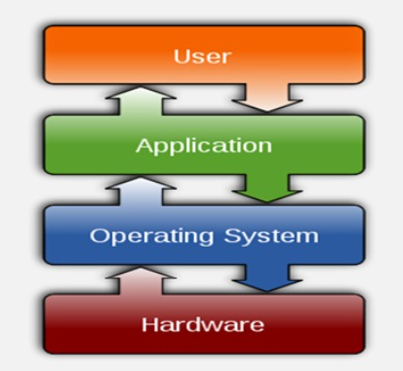 User
Application
Operating System
Hardware